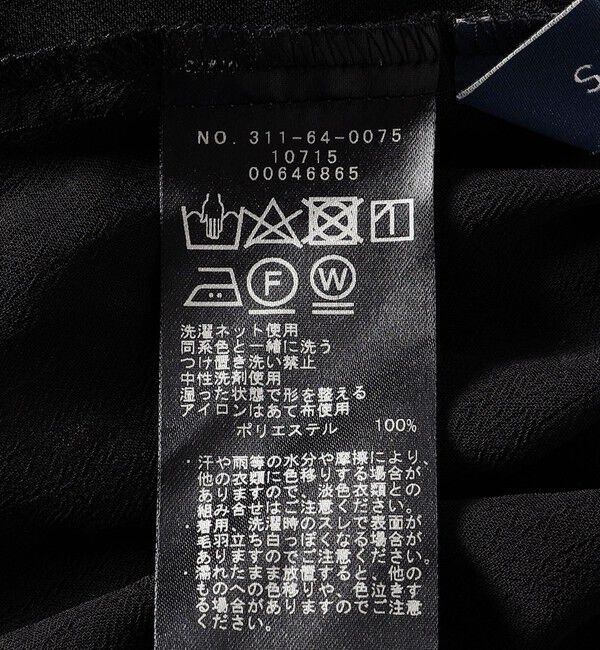 NO. 311-64-0075
10715
00646865
F W
洗濯ネット使用
同系色と一緒に洗う
つけ置き洗い禁止
中性洗剤使用
湿った状態で形を整える
アイロンはあて布使用
ポリエステル 100%
・汗や雨等の水分や摩擦により、
他の衣類に色移りする場合が
ありますので、淡色衣類との
組み合せはご注意ください。
・着用、洗濯時のスレで表面が
毛羽立ち白っぽくなる場合が
ありますのでご注意ください。
・濡れたまま放置すると、他の
ものへの色移りや、色泣きす
る場合がありますのでご注意
ください。
S